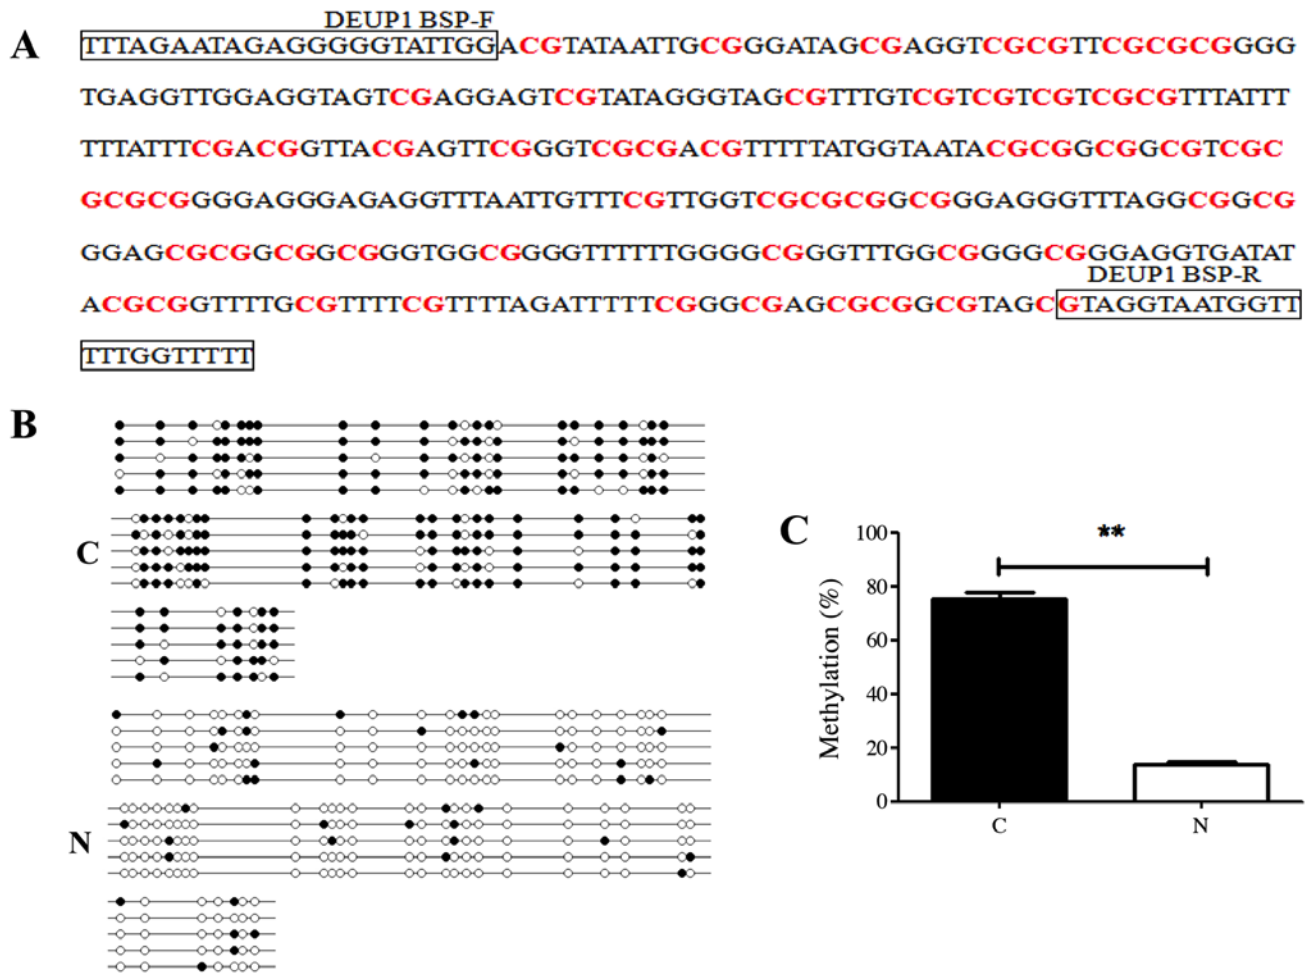 DEUP1 BSP-F
A
TTTAGAATAGAGGGGGTATTGGACGTATAATTGCGGGATAGCGAGGTCGCGTTCGCGCGGGG
TGAGGTTGGAGGTAGTCGAGGAGTCGTATAGGGTAGCGTTTGTCGTCGTCGTCGCGTTTATTT
TTTATTTCGACGGTTACGAGTTCGGGTCGCGACGTTTTTATGGTAATACGCGGCGGCGTCGC
GCGCGGGGAGGGAGAGGTTTAATTGTTTCGTTGGTCGCGCGGCGGGAGGGTTTAGGCGGCG
GGAGCGCGGCGGCGGGTGGCGGGGTTTTTTGGGGCGGGTTTGGCGGGGCGGGAGGTGATAT
DEUP1 BSP-R
ACGCGGTTTTGCGTTTTCGTTTTAGATTTTTCGGGCGAGCGCGGCGTAGCGTAGGTAATGGTT
TTTGGTTTTT
B
C
N
C
**
Methylation (%)
100
80
60
40
20
0
C N